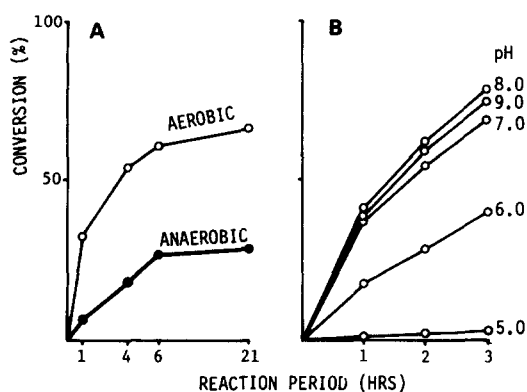 100
A
B
CONVERSION (%)
AEROBIC
50
ANAEROBIC
pH
8.0
9.0
7.0
6.0
5.0
1 4 6 21
1 2 3
REACTION PERIOD (HRS)